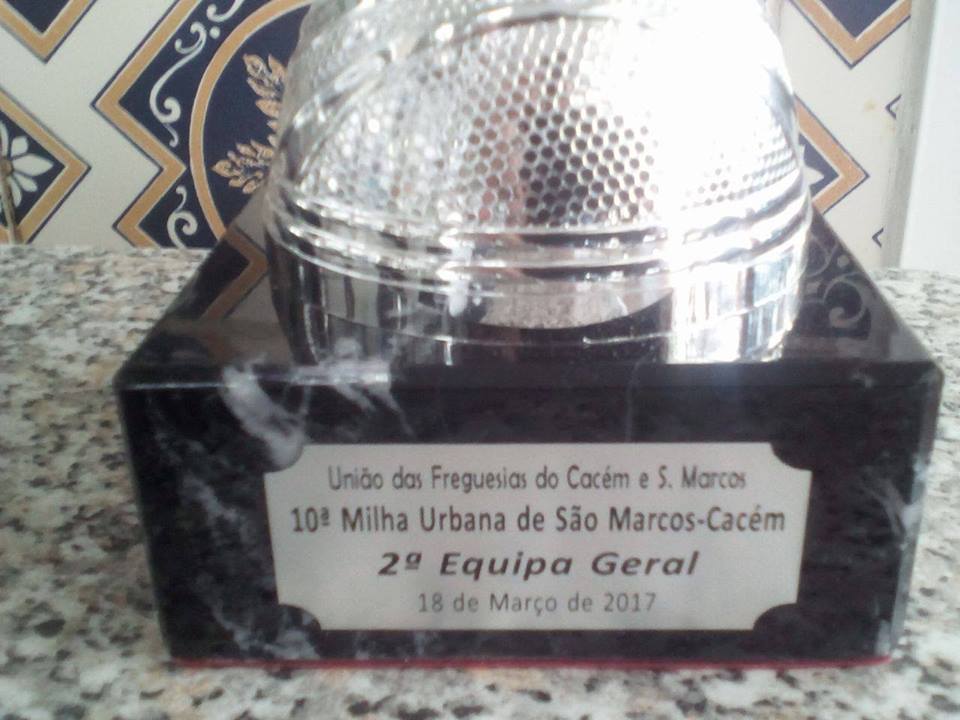 União das Freguesias do Cacém e S. Marcos
10ª Milha Urbana de São Marcos-Cacém
2ª Equipa Geral
18 de Março de 2017